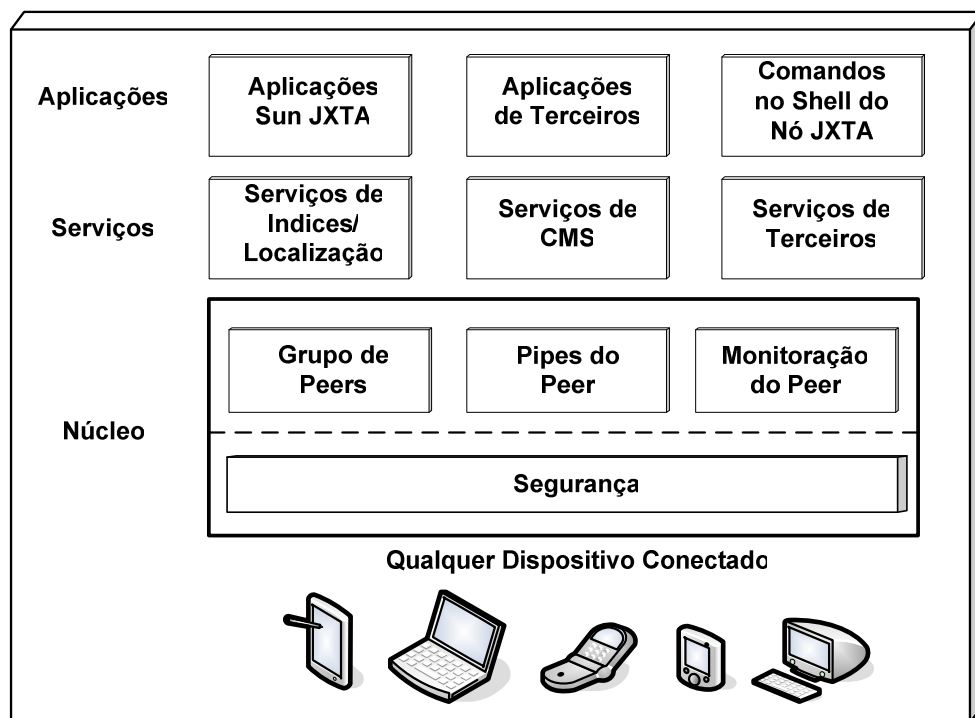 Aplicações
Aplicações
Sun JXTA
Aplicações
de Terceiros
Comandos
no Shell do
Nó JXTA
Serviços
Serviços de
Indices/
Localização
Serviços de
CMS
Serviços de
Terceiros
Núcleo
Grupo de
Peers
Pipes do
Peer
Monitoração
do Peer
Segurança
Qualquer Dispositivo Conectado